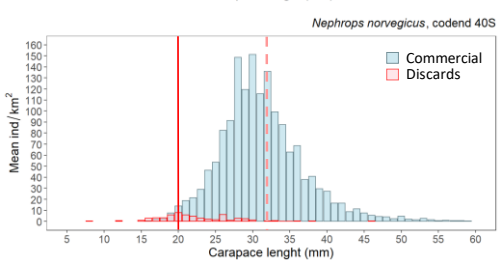 Nephrops norvegicus, codend 40S
160
150
140
130
120
110
100
90
80
70
60
50
40
30
20
10
0
Mean ind/km²
Commercial
Discards
5 10 15 20 25 30 35 40 45 50 55 60
Carapace lenght (mm)